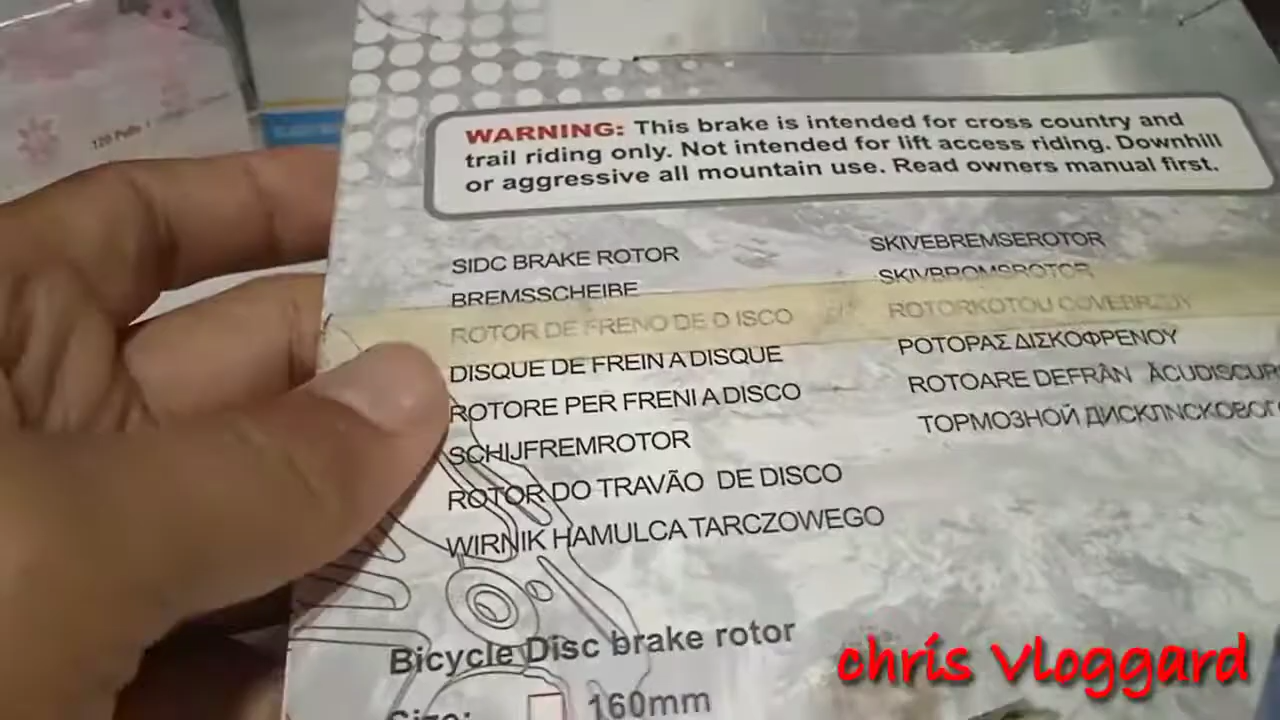 WARNING: This brake is intended for cross country and
trail riding only. Not intended for lift access riding. Downhill
or aggressive all mountain use. Read owners manual first.
SIDC BRAKE ROTOR
BREMSSCHEIBE
ROTOR DE FRENO DE D ISCO
DISQUE DE FREIN A DISQUE
ROTORE PER FRENI A DISCO
SCHIJFREMROTOR
ROTOR DO TRAVÃO DE DISCO
WIRNIK HAMULCA TARCZOWEGO
SKIVEBREMSEROTOR
SKIVBROMSROTOR
ΡΟΤΟΡΑΣ ΔΙΣΚΟΦΡΕΝΟΥ
ROTOARE DEFRÂN
ТОРМОЗНОЙ
Bicycle Disc brake rotor
Size: 160mm
chris Vloggard